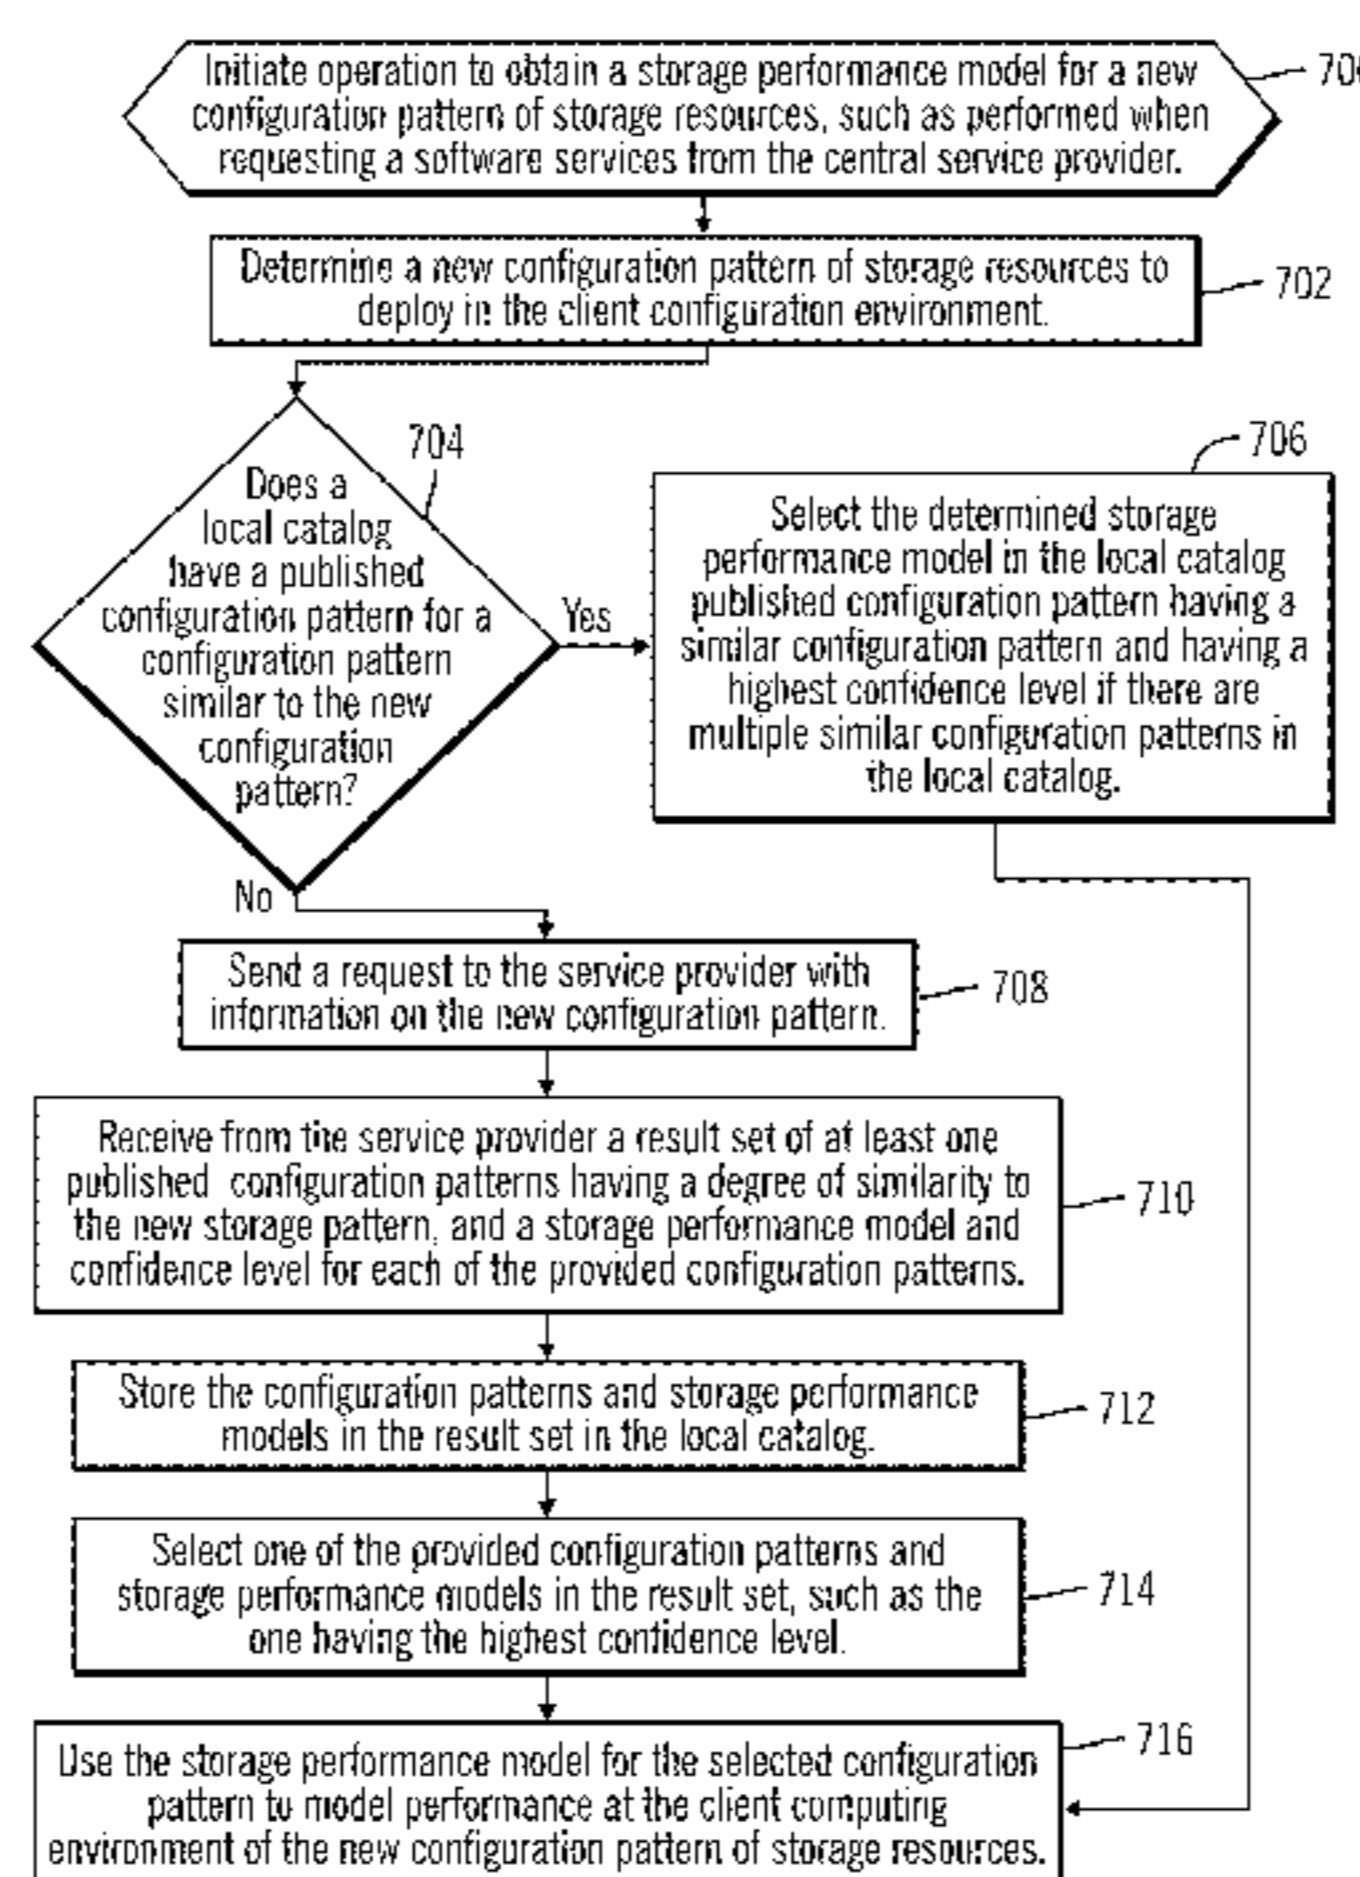 Initiate operation to obtain a storage performance model for a new
configuration pattern of storage resources, such as performed when
requesting a software services from the central service provider.
Determine a new configuration pattern of storage resources to
deploy in the client configuration environment.
702
704
Does a
local catalog
have a published
configuration pattern for a
configuration pattern
similar to the new
configuration
pattern?
Yes
No
706
Select the determined storage
performance model in the local catalog
published configuration pattern having a
similar configuration pattern and having a
highest confidence level if there are
multiple similar configuration patterns in
the local catalog.
Send a request to the service provider with
information on the new configuration pattern.
708
Receive from the service provider a result set of at least one
published configuration patterns having a degree of similarity to
the new storage pattern, and a storage performance model and
confidence level for each of the provided configuration patterns.
710
Store the configuration patterns and storage performance
models in the result set in the local catalog.
712
Select one of the provided configuration patterns and
storage performance models in the result set, such as the
one having the highest confidence level.
714
Use the storage performance model for the selected configuration
pattern to model performance at the client computing
environment of the new configuration pattern of storage resources.
716